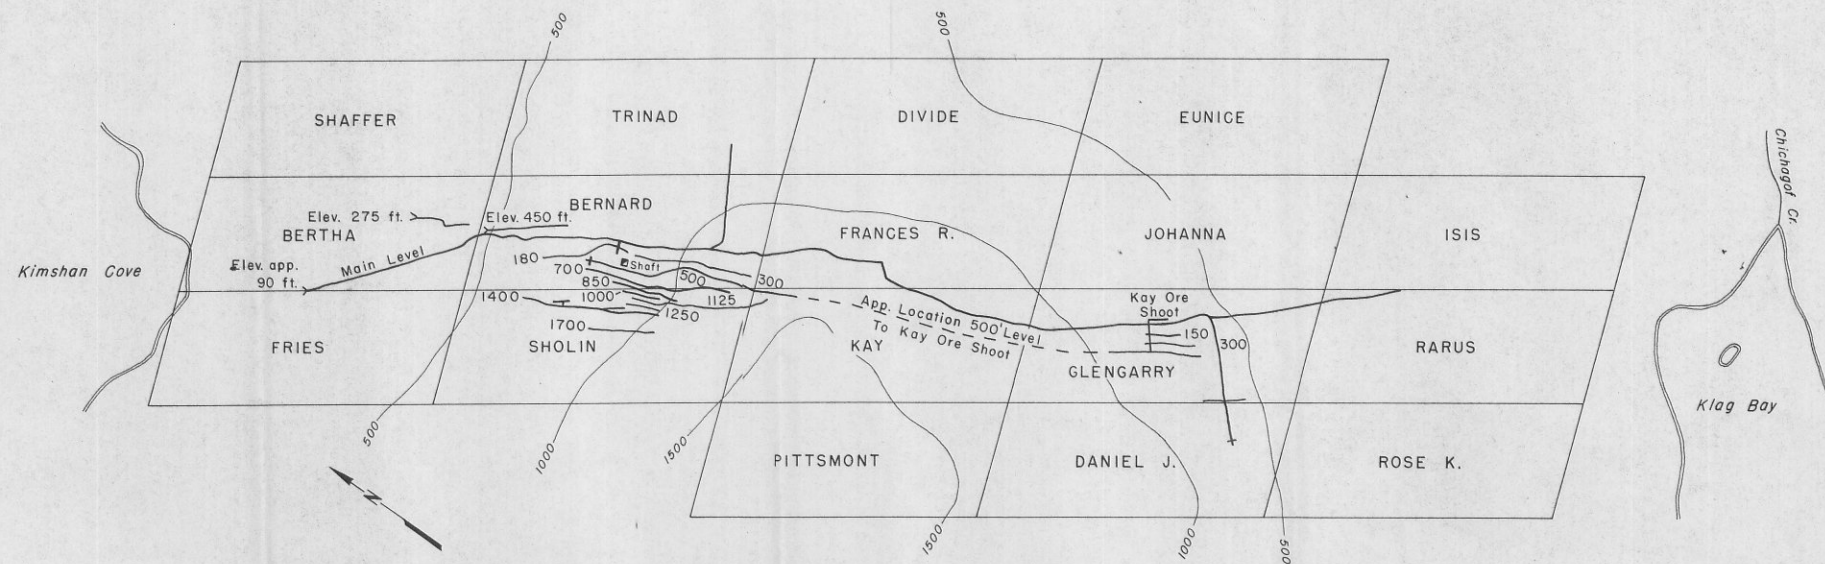 500
500
SHAFFER
TRINAD
DIVIDE
EUNICE
Chichagof Cr.
BERNARD
Elev. 275 ft.
Elev. 450 ft.
BERTHA
FRANCES R.
JOHANNA
ISIS
Kimshan Cove
Elev. app.
90 ft.
Main Level
180
Shaft
700
500
300
850
1000
1125
1400
1250
Kay Ore
Shoot
App. Location 500' Level
To Kay Ore Shoot
150
300
1700
FRIES
SHOLIN
KAY
RARUS
GLENGARRY
Klag Bay
500
1000
1500
PITTSMONT
DANIEL J.
ROSE K.
N
1500
1000
500